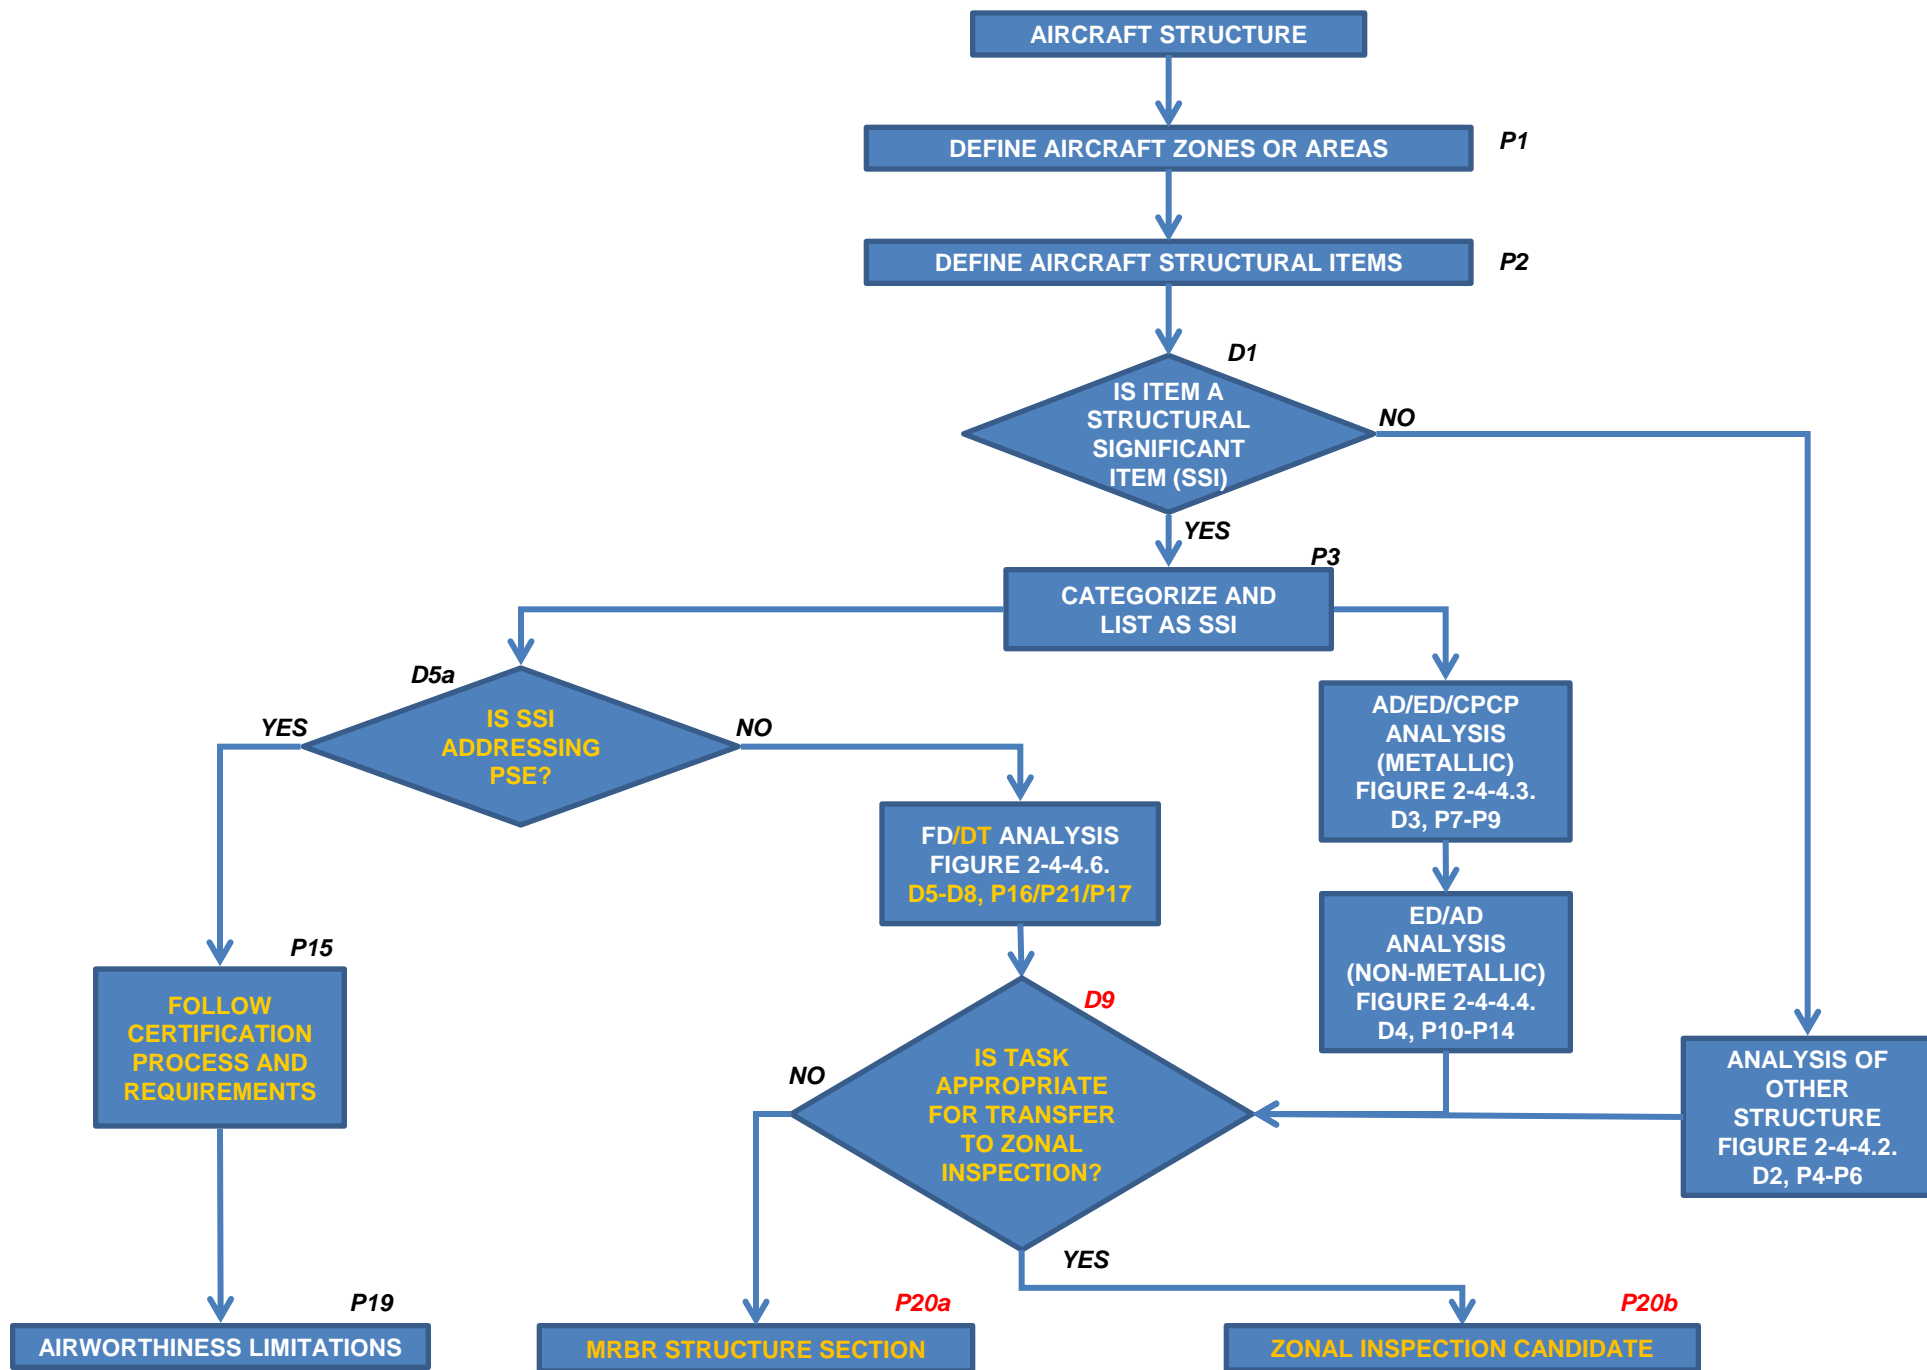 AIRCRAFT STRUCTURE
DEFINE AIRCRAFT ZONES OR AREAS
P1
DEFINE AIRCRAFT STRUCTURAL ITEMS
P2
D1
IS ITEM A
STRUCTURAL
SIGNIFICANT
ITEM (SSI)
NO
YES
P3
CATEGORIZE AND
LIST AS SSI
D5a
IS SSI
ADDRESSING
PSE?
YES
NO
AD/ED/CPCP
ANALYSIS
(METALLIC)
FIGURE 2-4-4.3.
D3, P7-P9
FD/DT ANALYSIS
FIGURE 2-4-4.6.
D5-D8, P16/P21/P17
ED/AD
ANALYSIS
(NON-METALLIC)
FIGURE 2-4-4.4.
D4, P10-P14
P15
FOLLOW
CERTIFICATION
PROCESS AND
REQUIREMENTS
D9
IS TASK
APPROPRIATE
FOR TRANSFER
TO ZONAL
INSPECTION?
NO
YES
ANALYSIS OF
OTHER
STRUCTURE
FIGURE 2-4-4.2.
D2, P4-P6
P19
AIRWORTHINESS LIMITATIONS
P20a
MRBR STRUCTURE SECTION
P20b
ZONAL INSPECTION CANDIDATE